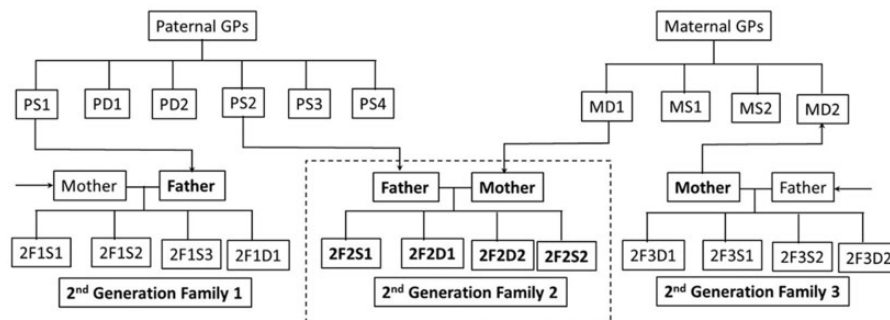 Paternal GPs
Maternal GPs
PS1 PD1 PD2 PS2 PS3 PS4 MD1 MS1 MS2 MD2
Mother Father Father Mother Mother Father
2F1S1 2F1S2 2F1S3 2F1D1 2F2S1 2F2D1 2F2D2 2F2S2 2F3D1 2F3S1 2F3S2 2F3D2
2nd Generation Family 1
2nd Generation Family 2
2nd Generation Family 3